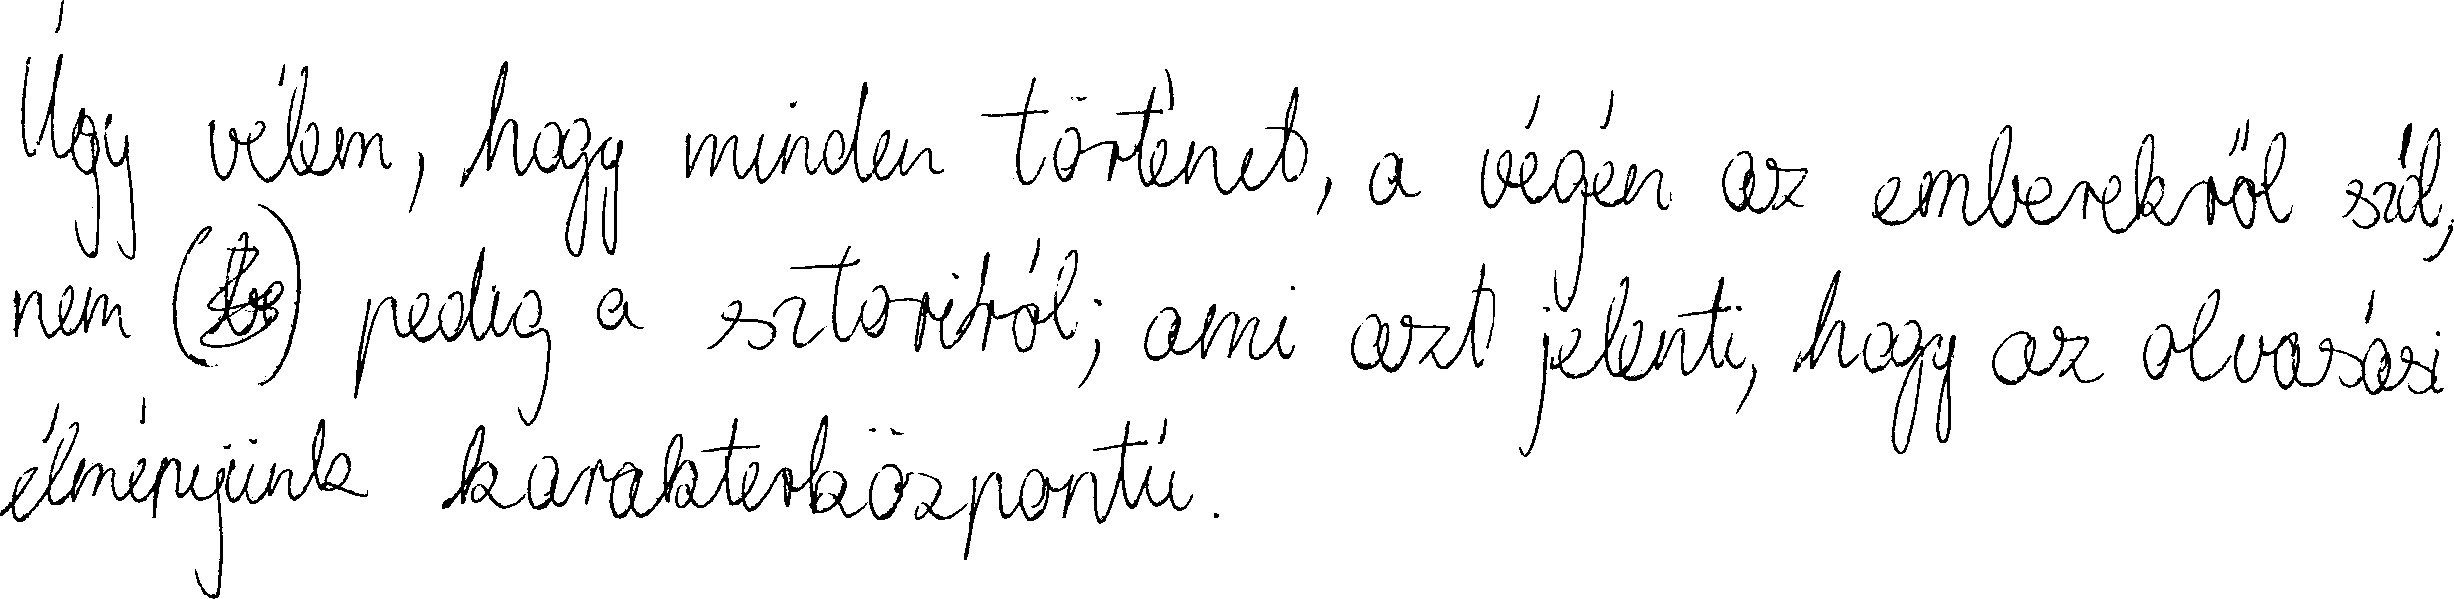 Úgy vélem, hogy minden történet, a végén az emberekről szól,
nem pedig a sztoriról; ami azt jelenti, hogy az olvasási
élményünk karakterközpontú.